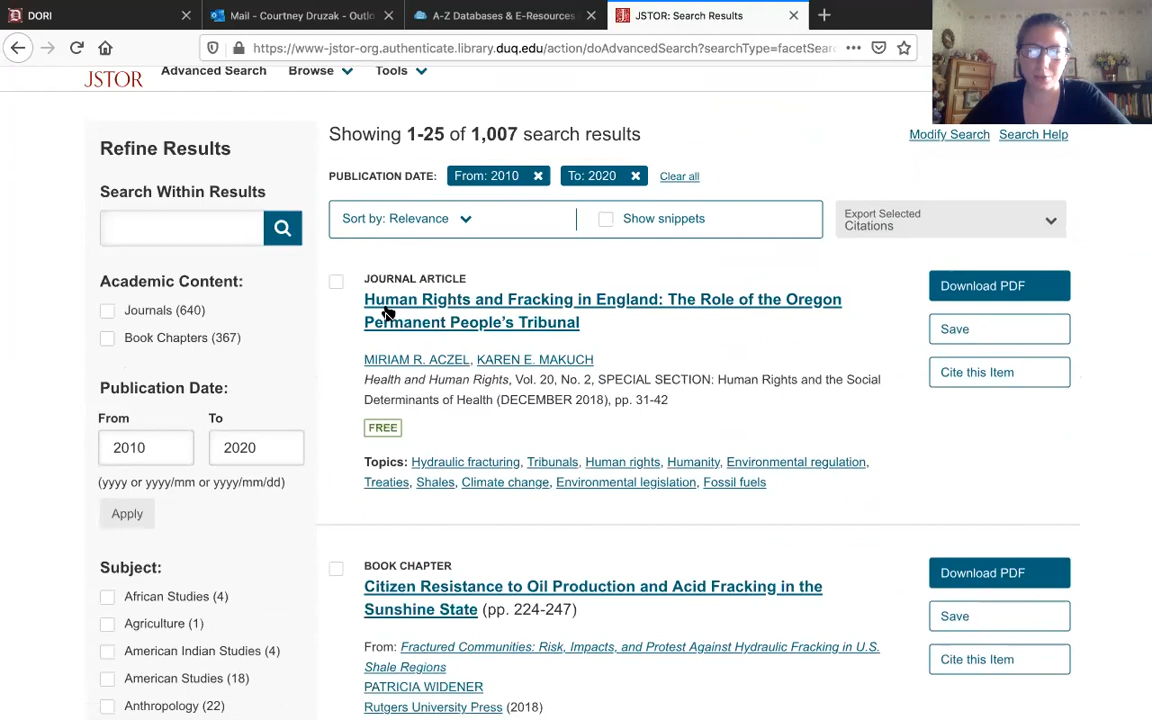 DORI
Mail - Courtney Druzak - Outlo
A-Z Databases & E-Resources
JSTOR: Search Results
https://www-jstor-org.authenticate.library.duq.edu/action/doAdvancedSearch?searchType=facetSear
JSTOR
Advanced Search
Browse
Tools
Refine Results
Search Within Results
Academic Content:
Journals (640)
Book Chapters (367)
Publication Date:
From
To
2010
2020
(yyyy or yyyy/mm or yyyy/mm/dd)
Apply
Subject:
African Studies (4)
Agriculture (1)
American Indian Studies (4)
American Studies (18)
Anthropology (22)
Showing 1-25 of 1,007 search results
Modify Search
Search Help
PUBLICATION DATE:
From: 2010
To: 2020
Clear all
Sort by: Relevance
Show snippets
Export Selected
Citations
JOURNAL ARTICLE
Human Rights and Fracking in England: The Role of the Oregon
Permanent People’s Tribunal
MIRIAM R. ACZEL, KAREN E. MAKUCH
Health and Human Rights, Vol. 20, No. 2, SPECIAL SECTION: Human Rights and the Social
Determinants of Health (DECEMBER 2018), pp. 31-42
FREE
Topics: Hydraulic fracturing, Tribunals, Human rights, Humanity, Environmental regulation,
Treaties, Shales, Climate change, Environmental legislation, Fossil fuels
Download PDF
Save
Cite this Item
BOOK CHAPTER
Citizen Resistance to Oil Production and Acid Fracking in the
Sunshine State (pp. 224-247)
From: Fractured Communities: Risk, Impacts, and Protest Against Hydraulic Fracking in U.S.
Shale Regions
PATRICIA WIDENER
Rutgers University Press (2018)
Download PDF
Save
Cite this Item